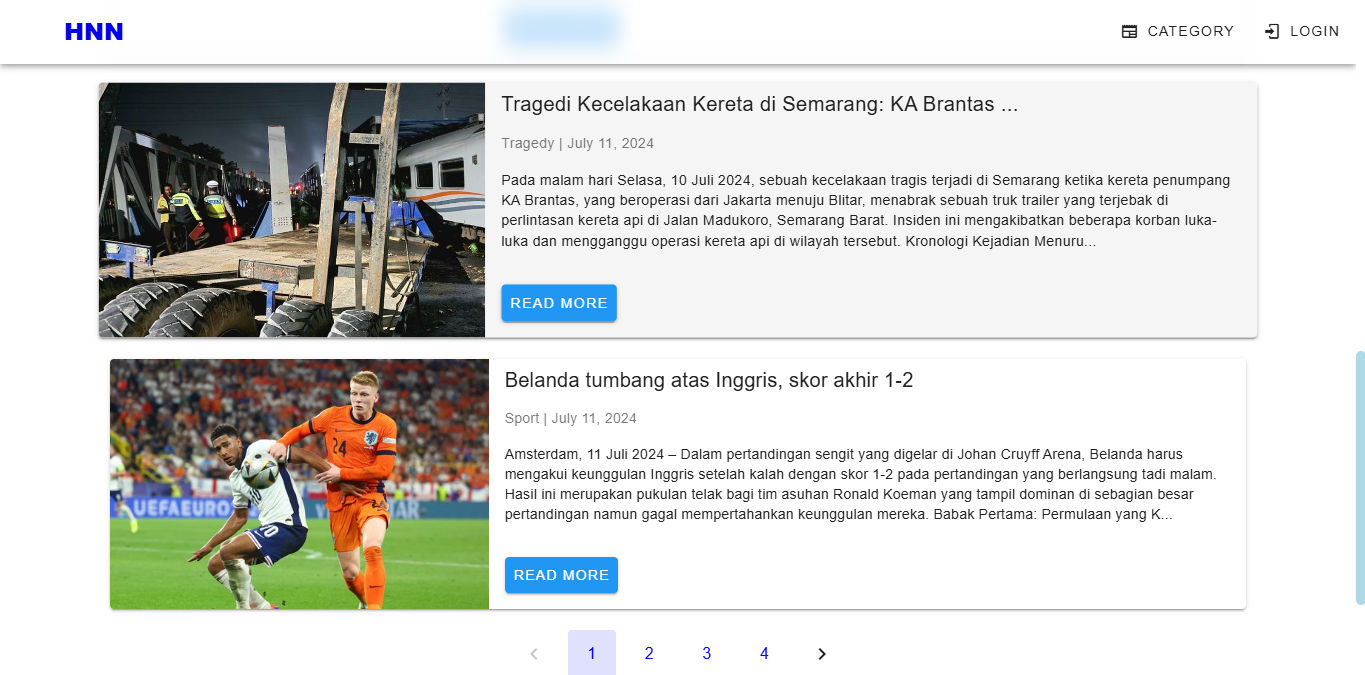 HNN
CATEGORY
LOGIN
Tragedi Kecelakaan Kereta di Semarang: KA Brantas ...
Tragedy | July 11, 2024
Pada malam hari Selasa, 10 Juli 2024, sebuah kecelakaan tragis terjadi di Semarang ketika kereta penumpang
KA Brantas, yang beroperasi dari Jakarta menuju Blitar, menabrak sebuah truk trailer yang terjebak di
perlintasan kereta api di Jalan Madukoro, Semarang Barat. Insiden ini mengakibatkan beberapa korban luka-
luka dan mengganggu operasi kereta api di wilayah tersebut. Kronologi Kejadian Menuru...
READ MORE
Belanda tumbang atas Inggris, skor akhir 1-2
Sport | July 11, 2024
Amsterdam, 11 Juli 2024 – Dalam pertandingan sengit yang digelar di Johan Cruyff Arena, Belanda harus
mengakui keunggulan Inggris setelah kalah dengan skor 1-2 pada pertandingan yang berlangsung tadi malam.
Hasil ini merupakan pukulan telak bagi tim asuhan Ronald Koeman yang tampil dominan di sebagian besar
pertandingan namun gagal mempertahankan keunggulan mereka. Babak Pertama: Permulaan yang K...
READ MORE
24
UEFA EURO
1 2 3 4